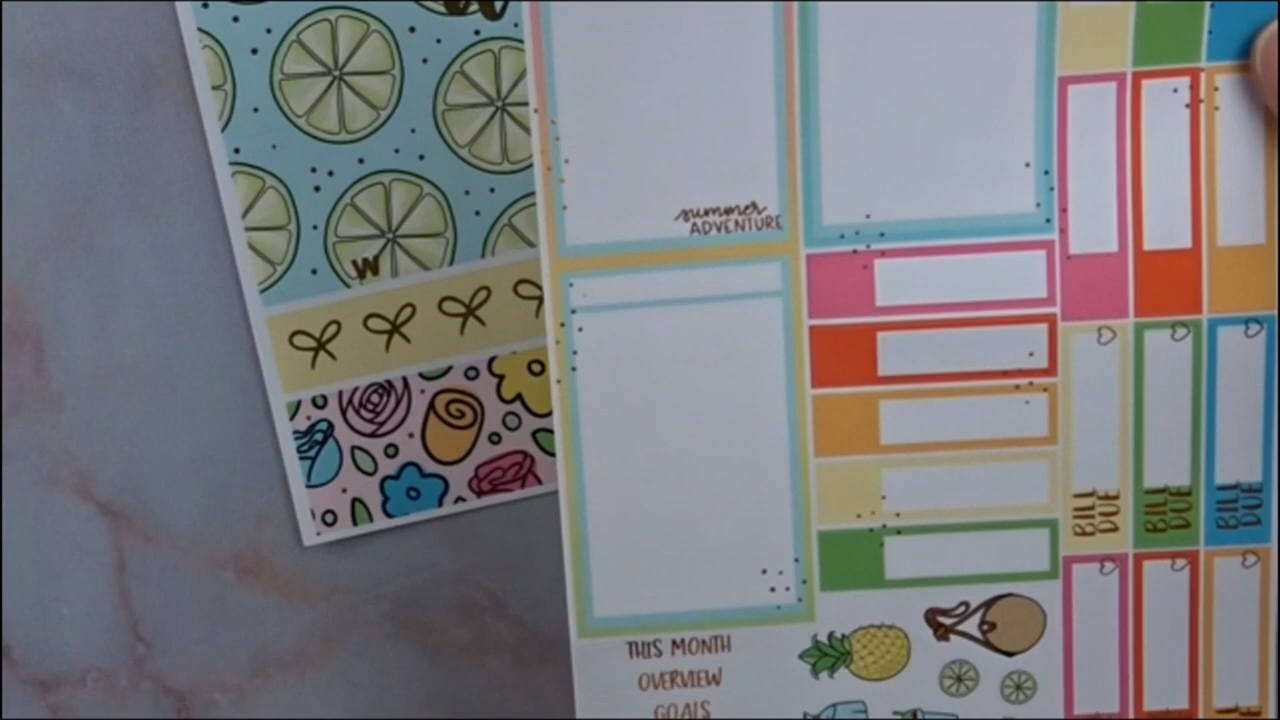 W
summer
ADVENTURE
BILL
DUE
BILL
DUE
BILL
DUE
THIS MONTH
OVERVIEW
GOALS